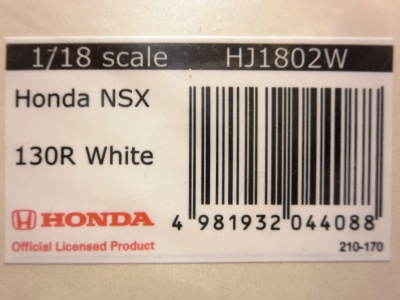 1/18 scale HJ1802W
Honda NSX
130R White
HONDA
4 981932 044088
Official Licensed Product 210-170